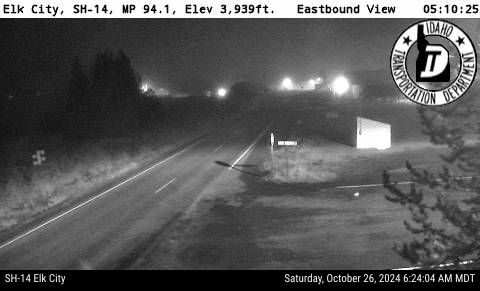 Elk City, SH-14, MP 94.1, Elev 3,939ft. Eastbound View 05:10:25
IDAHO
TRANSPORTATION DEPARTMENT
SH-14 Elk City Saturday, October 26, 2024 6:24:04 AM MDT